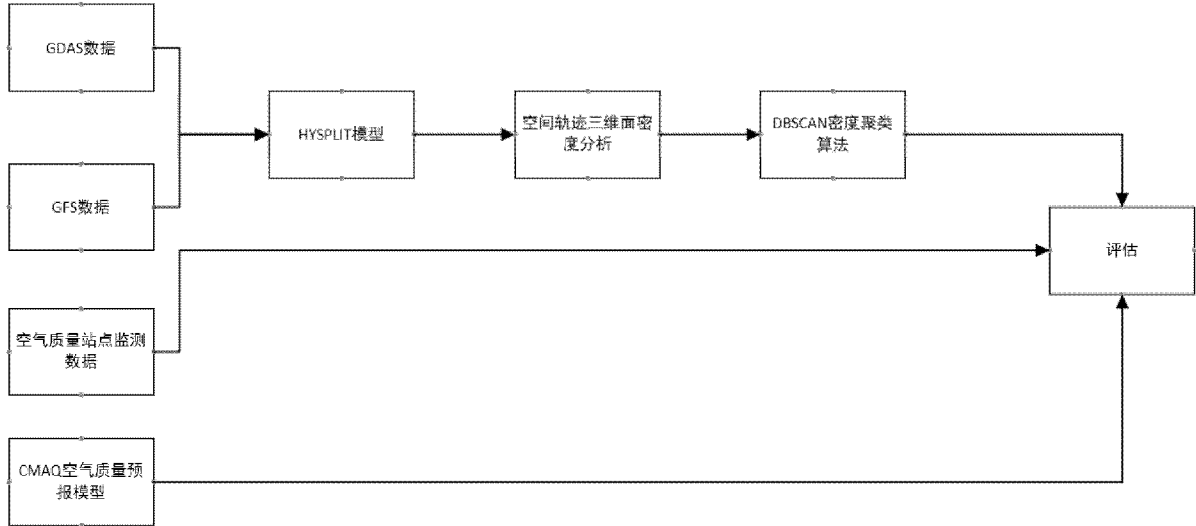 GDAS数据
HYSPLIT模型
空间轨迹三维面密
度分析
DBSCAN密度聚类
算法
GFS数据
评估
空气质量站点监测
数据
CMAQ空气质量预
报模型